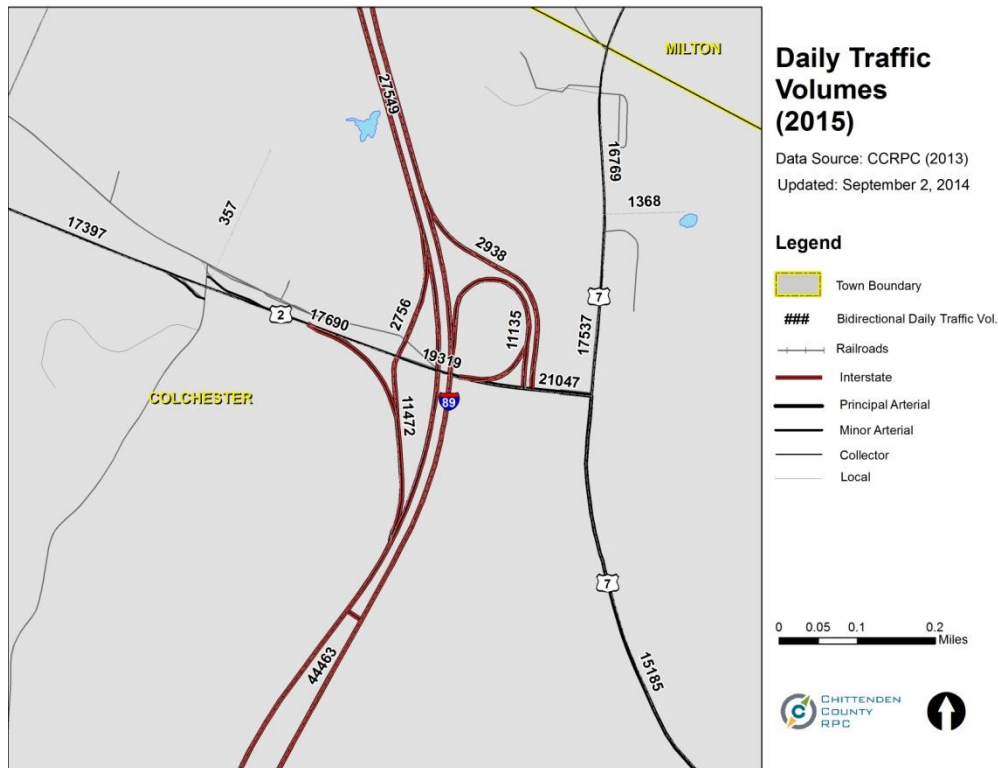 MILTON
27549
16769
1368
357
17397
2938
7
2756
11135
17537
2
17690
19319
21047
COLCHESTER
89
11472
7
44463
15185
Daily Traffic
Volumes
(2015)
Data Source: CCRPC (2013)
Updated: September 2, 2014
Legend
Town Boundary
### Bidirectional Daily Traffic Vol.
Railroads
Interstate
Principal Arterial
Minor Arterial
Collector
Local
0 0.05 0.1 0.2
Miles
C
CHITTENDEN
COUNTY
RPC